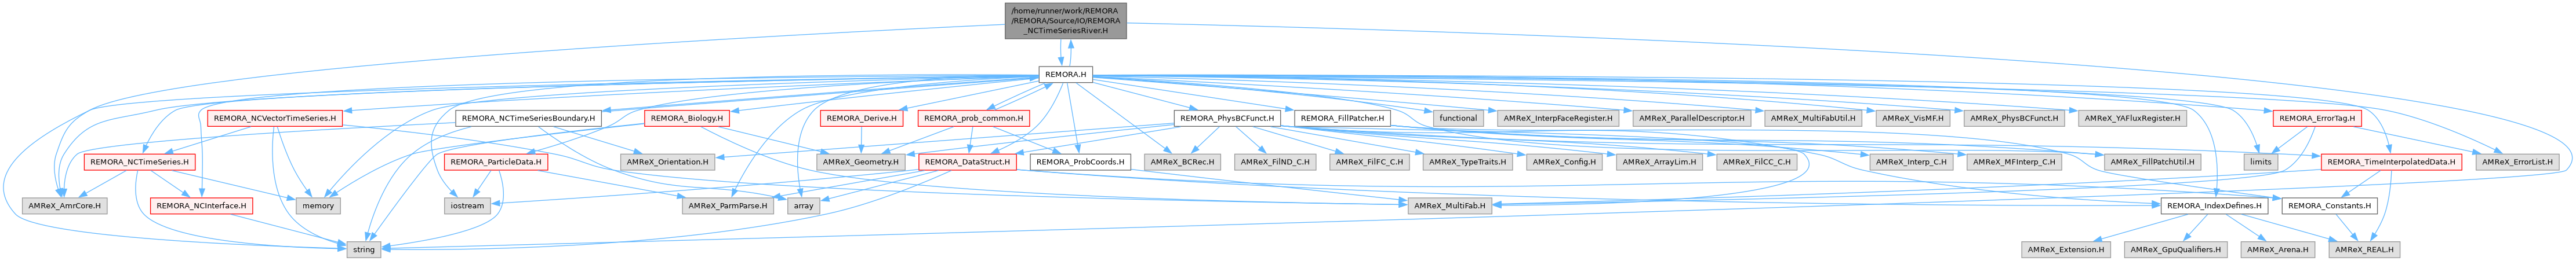 /home/runner/work/REMORA
/REMORA/Source/IO/REMORA
_NCTimeSeriesRiver.H
REMORA.H
REMORA_NCVectorTimeSeries.H
REMORA_NCTimeSeriesBoundary.H
REMORA_Biology.H
REMORA_Derive.H
REMORA_prob_common.H
REMORA_PhysBCFunct.H
REMORA_FillPatcher.H
functional
AMReX_InterpFaceRegister.H
AMReX_ParallelDescriptor.H
AMReX_MultiFabUtil.H
AMReX_VisMF.H
AMReX_PhysBCFunct.H
AMReX_YAFluxRegister.H
REMORA_ErrorTag.H
REMORA_NCTimeSeries.H
REMORA_ParticleData.H
AMReX_Orientation.H
AMReX_Geometry.H
REMORA_DataStruct.H
REMORA_ProbCoords.H
AMReX_BCRec.H
AMReX_FilND_C.H
AMReX_FilFC_C.H
AMReX_TypeTraits.H
AMReX_Config.H
AMReX_ArrayLim.H
AMReX_FilCC_C.H
AMReX_Interp_C.H
AMReX_MFInterp_C.H
AMReX_FillPatchUtil.H
limits
REMORA_TimeInterpolatedData.H
AMReX_ErrorList.H
AMReX_AmrCore.H
REMORA_NCInterface.H
memory
iostream
AMReX_ParmParse.H
array
AMReX_MultiFab.H
REMORA_IndexDefines.H
REMORA_Constants.H
string
AMReX_Extension.H
AMReX_GpuQualifiers.H
AMReX_Arena.H
AMReX_REAL.H